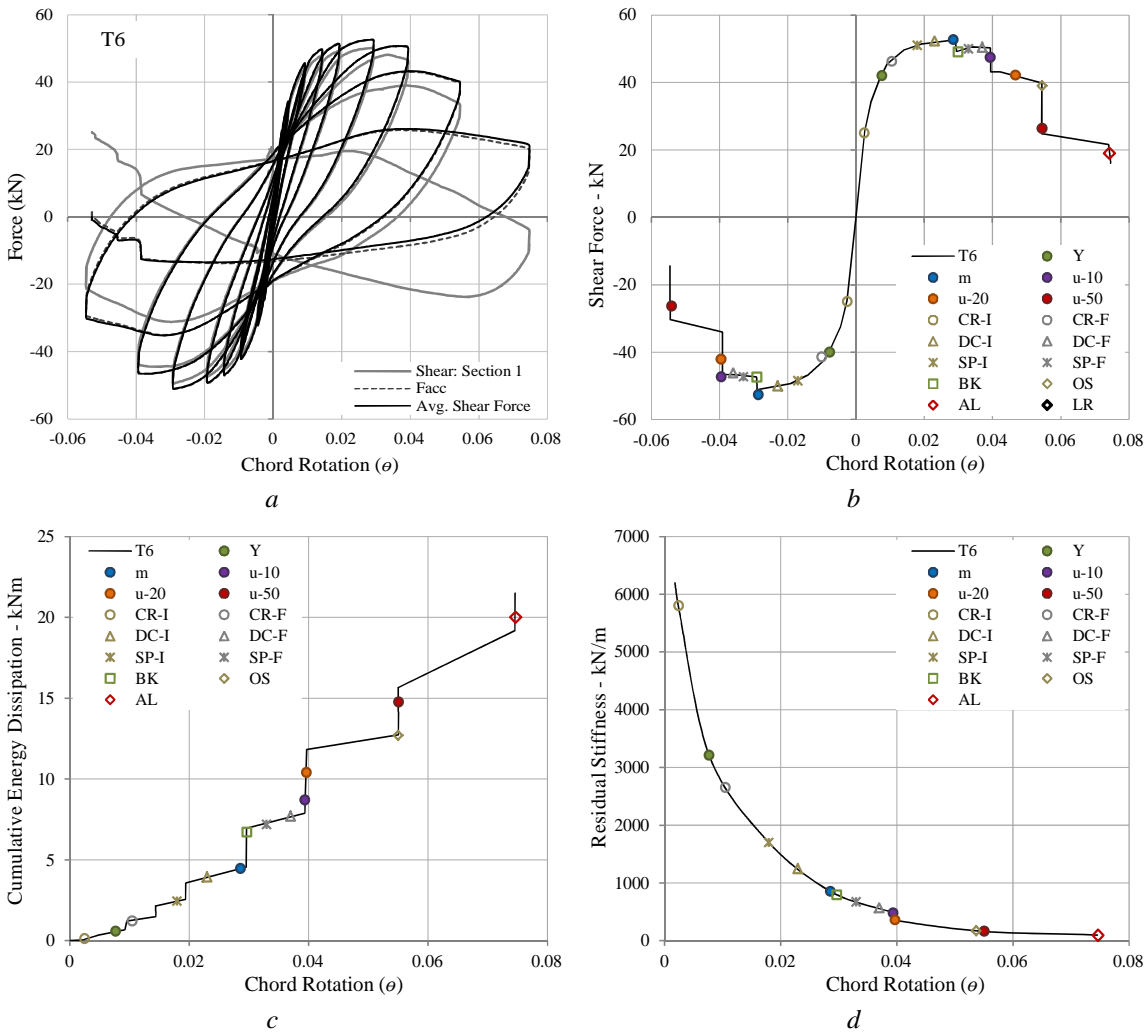 60
40
20
0
-20
-40
-60
Force (kN)
T6
Shear: Section 1
Facc
Avg. Shear Force
-0.06 -0.04 -0.02 0 0.02 0.04 0.06 0.08
Chord Rotation (ɵ)
a
60
40
20
0
-20
-40
-60
Shear Force - kN
T6 Y
m u-10
u-20 u-50
CR-I CR-F
DC-I DC-F
SP-I SP-F
BK OS
AL LR
-0.06 -0.04 -0.02 0 0.02 0.04 0.06 0.08
Chord Rotation (ɵ)
b
25
20
15
10
5
0
Cumulative Energy Dissipation - kNm
T6 Y
m u-10
u-20 u-50
CR-I CR-F
DC-I DC-F
SP-I SP-F
BK OS
AL
0 0.02 0.04 0.06 0.08
Chord Rotation (ɵ)
c
7000
6000
5000
4000
3000
2000
1000
0
Residual Stiffness - kN/m
T6 Y
m u-10
u-20 u-50
CR-I CR-F
DC-I DC-F
SP-I SP-F
BK OS
AL
0 0.02 0.04 0.06 0.08
Chord Rotation (ɵ)
d